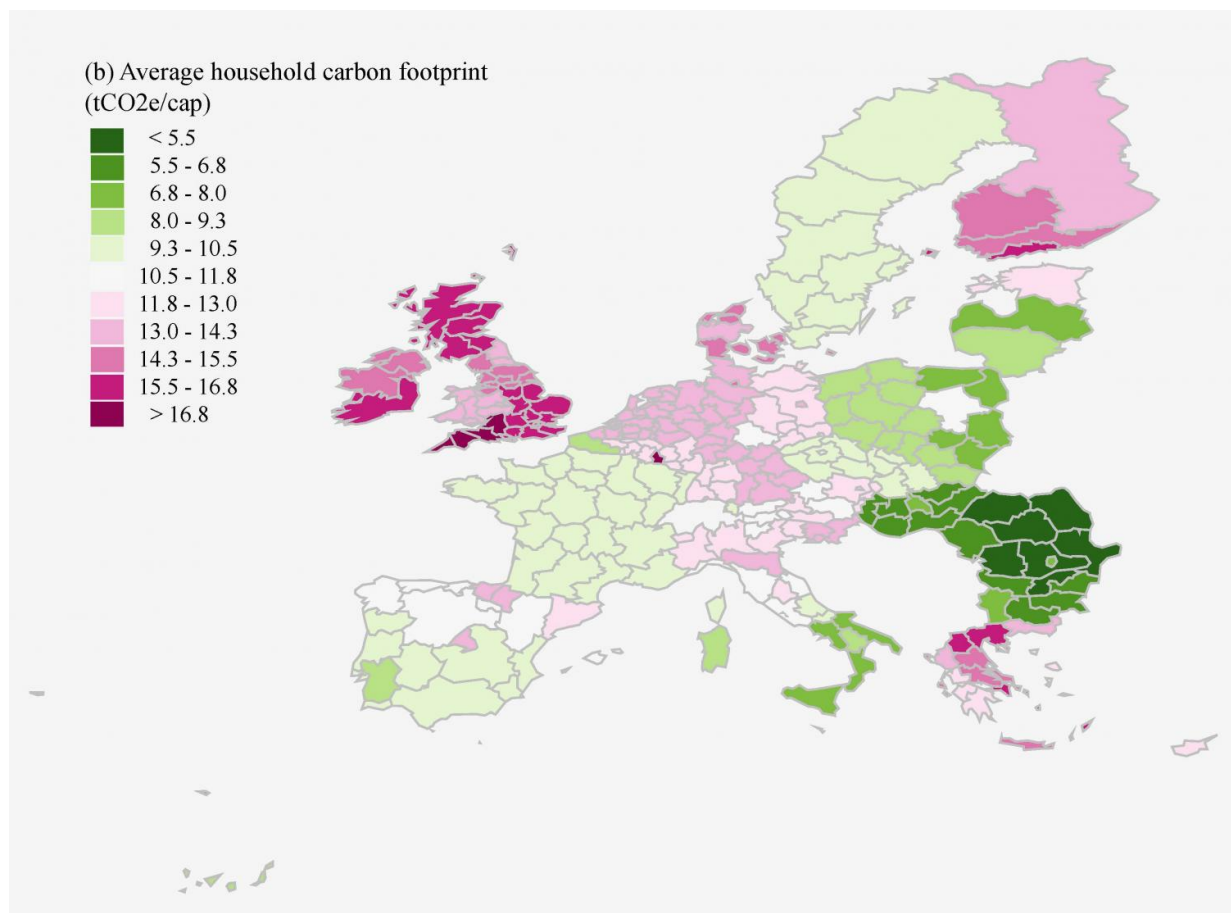 (b) Average household carbon footprint
(tCO2e/cap)
< 5.5
5.5 - 6.8
6.8 - 8.0
8.0 - 9.3
9.3 - 10.5
10.5 - 11.8
11.8 - 13.0
13.0 - 14.3
14.3 - 15.5
15.5 - 16.8
> 16.8